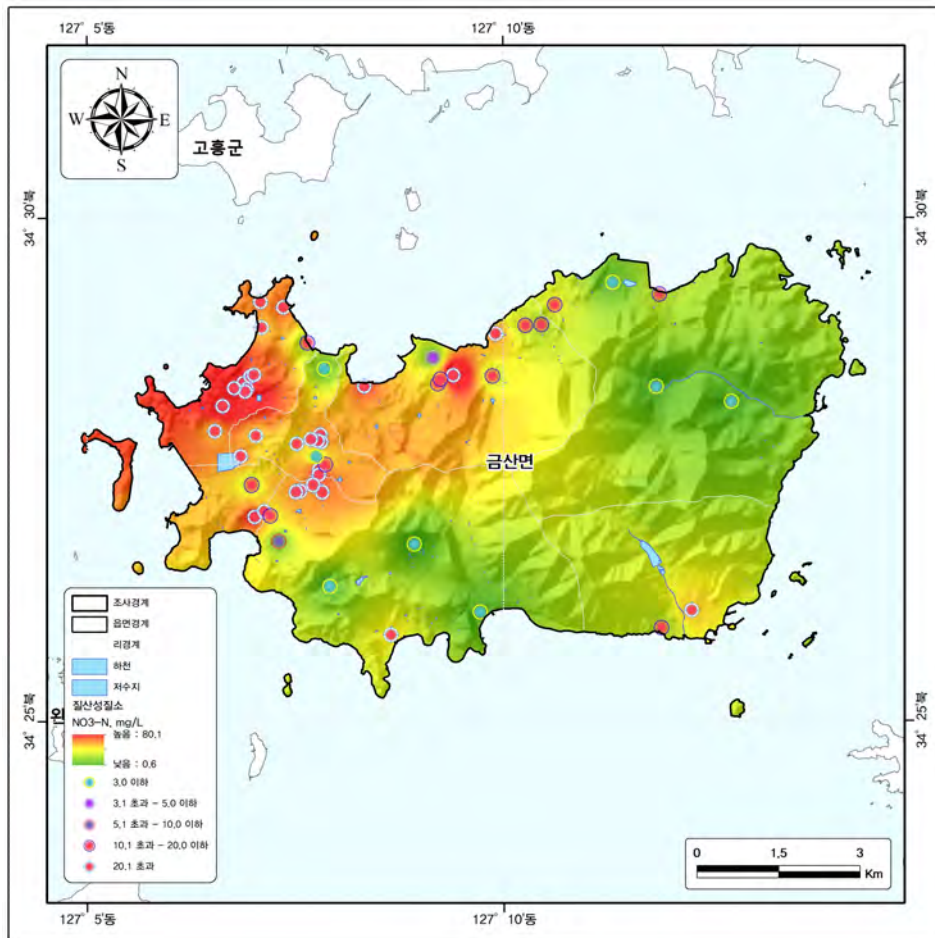 127° 5'동
127° 10'동
N
W
E
S
고흥군
34° 30'북
34° 30'북
금산면
조사경계
읍면경계
리경계
하천
저수지
질산성질소
NO3-N, mg/L
높음 : 80.1
낮음 : 0.6
3.0 이하
3.1 초과 - 5.0 이하
5.1 초과 - 10.0 이하
10.1 초과 - 20.0 이하
20.1 초과
완
34° 25'북
34° 25'북
0
1.5
3
Km
127° 5'동
127° 10'동